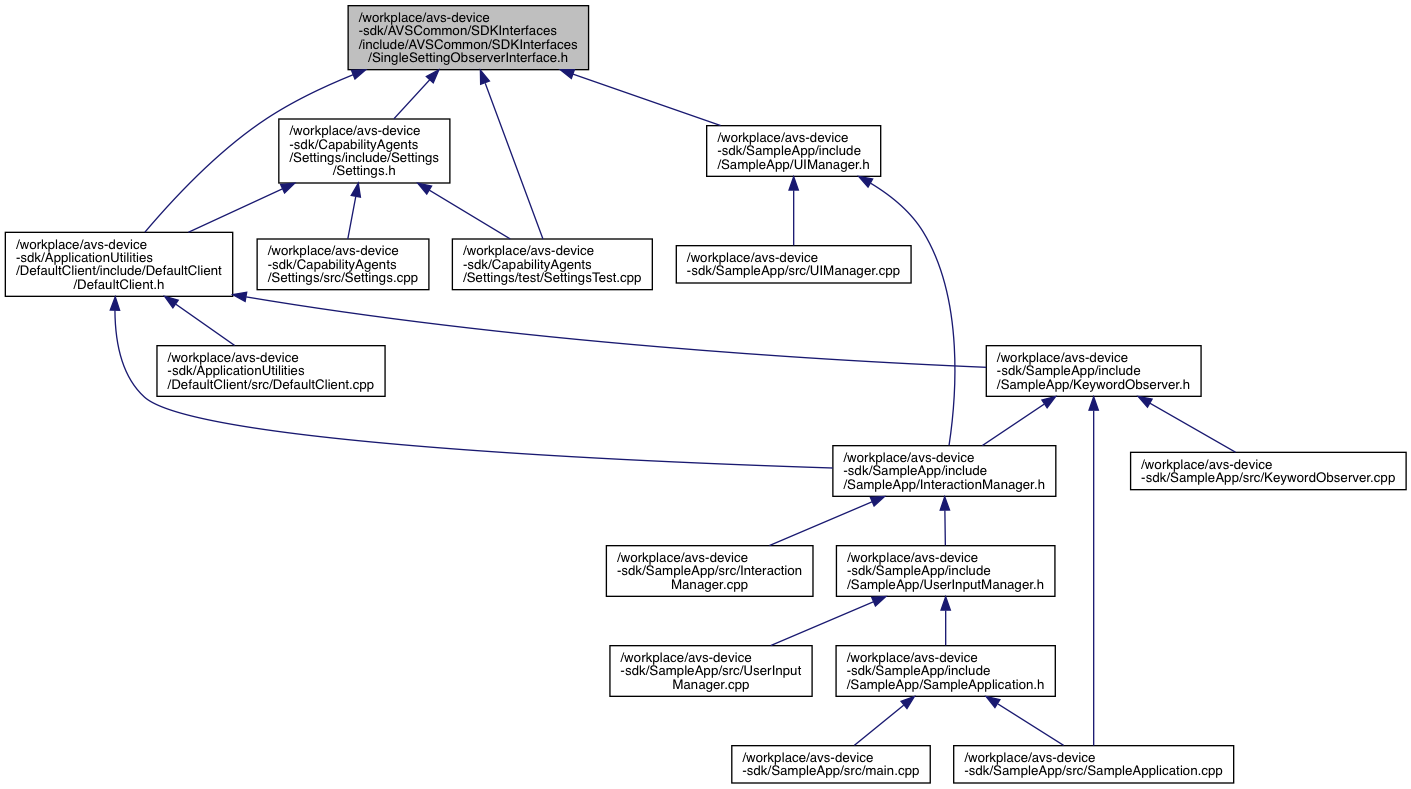 /workplace/avs-device
-sdk/AVSCommon/SDKInterfaces
/include/AVSCommon/SDKInterfaces
/SingleSettingObserverInterface.h
/workplace/avs-device
-sdk/CapabilityAgents
/Settings/include/Settings
/Settings.h
/workplace/avs-device
-sdk/SampleApp/include
/SampleApp/UIManager.h
/workplace/avs-device
-sdk/ApplicationUtilities
/DefaultClient/include/DefaultClient
/DefaultClient.h
/workplace/avs-device
-sdk/CapabilityAgents
/Settings/src/Settings.cpp
/workplace/avs-device
-sdk/CapabilityAgents
/Settings/test/SettingsTest.cpp
/workplace/avs-device
-sdk/SampleApp/src/UIManager.cpp
/workplace/avs-device
-sdk/ApplicationUtilities
/DefaultClient/src/DefaultClient.cpp
/workplace/avs-device
-sdk/SampleApp/include
/SampleApp/KeywordObserver.h
/workplace/avs-device
-sdk/SampleApp/include
/SampleApp/InteractionManager.h
/workplace/avs-device
-sdk/SampleApp/src/KeywordObserver.cpp
/workplace/avs-device
-sdk/SampleApp/src/Interaction
Manager.cpp
/workplace/avs-device
-sdk/SampleApp/include
/SampleApp/UserInputManager.h
/workplace/avs-device
-sdk/SampleApp/src/UserInput
Manager.cpp
/workplace/avs-device
-sdk/SampleApp/include
/SampleApp/SampleApplication.h
/workplace/avs-device
-sdk/SampleApp/src/main.cpp
/workplace/avs-device
-sdk/SampleApp/src/SampleApplication.cpp